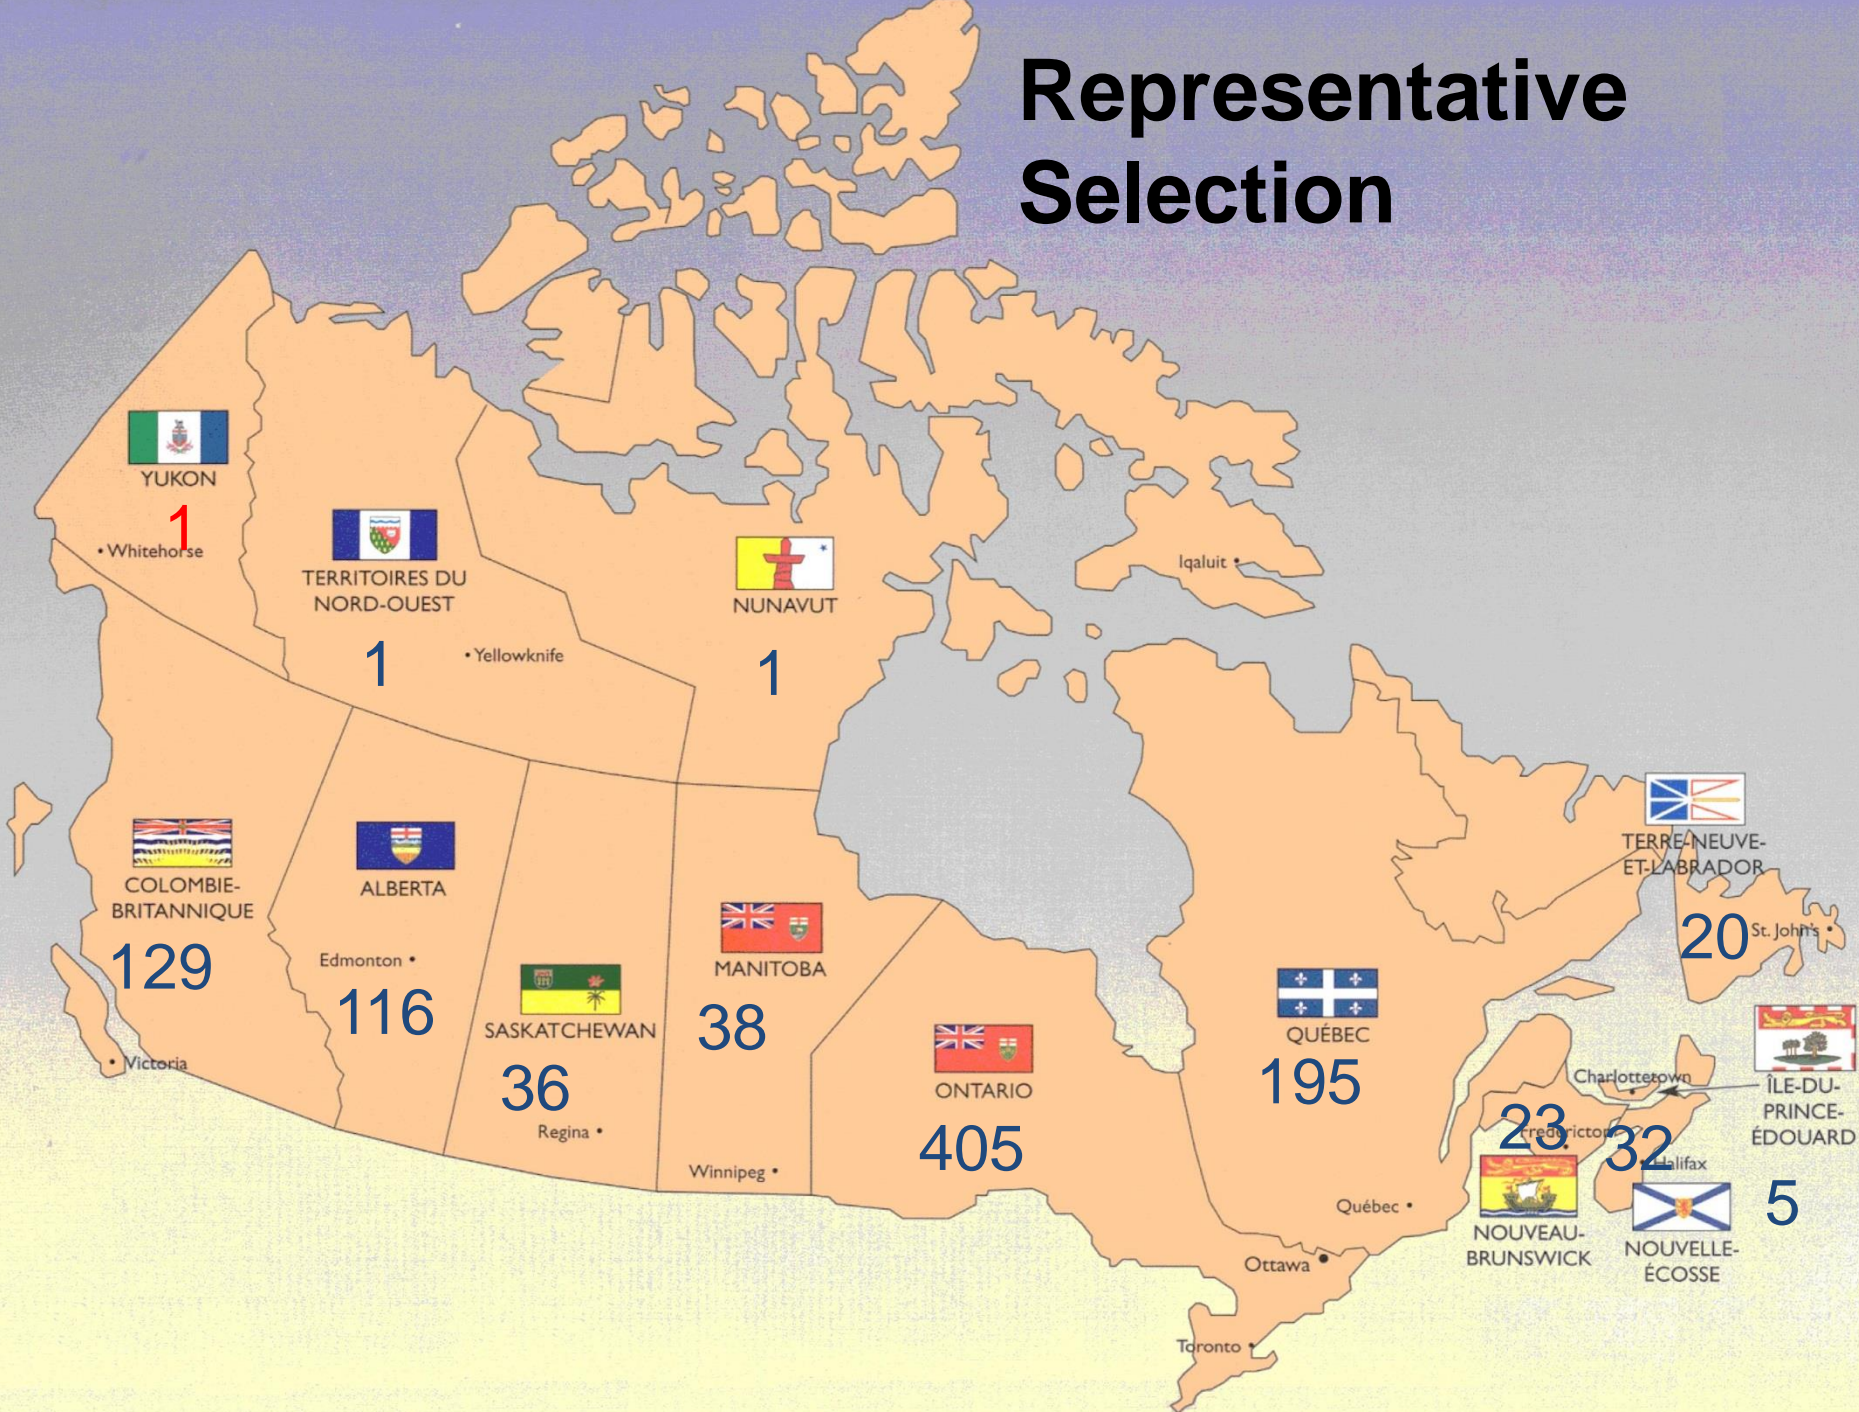 Representative
Selection
YUKON
1
Whitehorse
TERRITOIRES DU
NORD-OUEST
1
Yellowknife
NUNAVUT
1
Iqaluit
COLOMBIE-
BRITANNIQUE
129
Victoria
ALBERTA
Edmonton
116
SASKATCHEWAN
36
Regina
MANITOBA
38
Winnipeg
ONTARIO
405
Ottawa
Toronto
QUÉBEC
195
Québec
TERRE-NEUVE-
ET-LABRADOR
20
St. John's
Charlottetown
ÎLE-DU-
PRINCE-
ÉDOUARD
5
23
Fredericton
NOUVEAU-
BRUNSWICK
32
Halifax
NOUVELLE-
ÉCOSSE